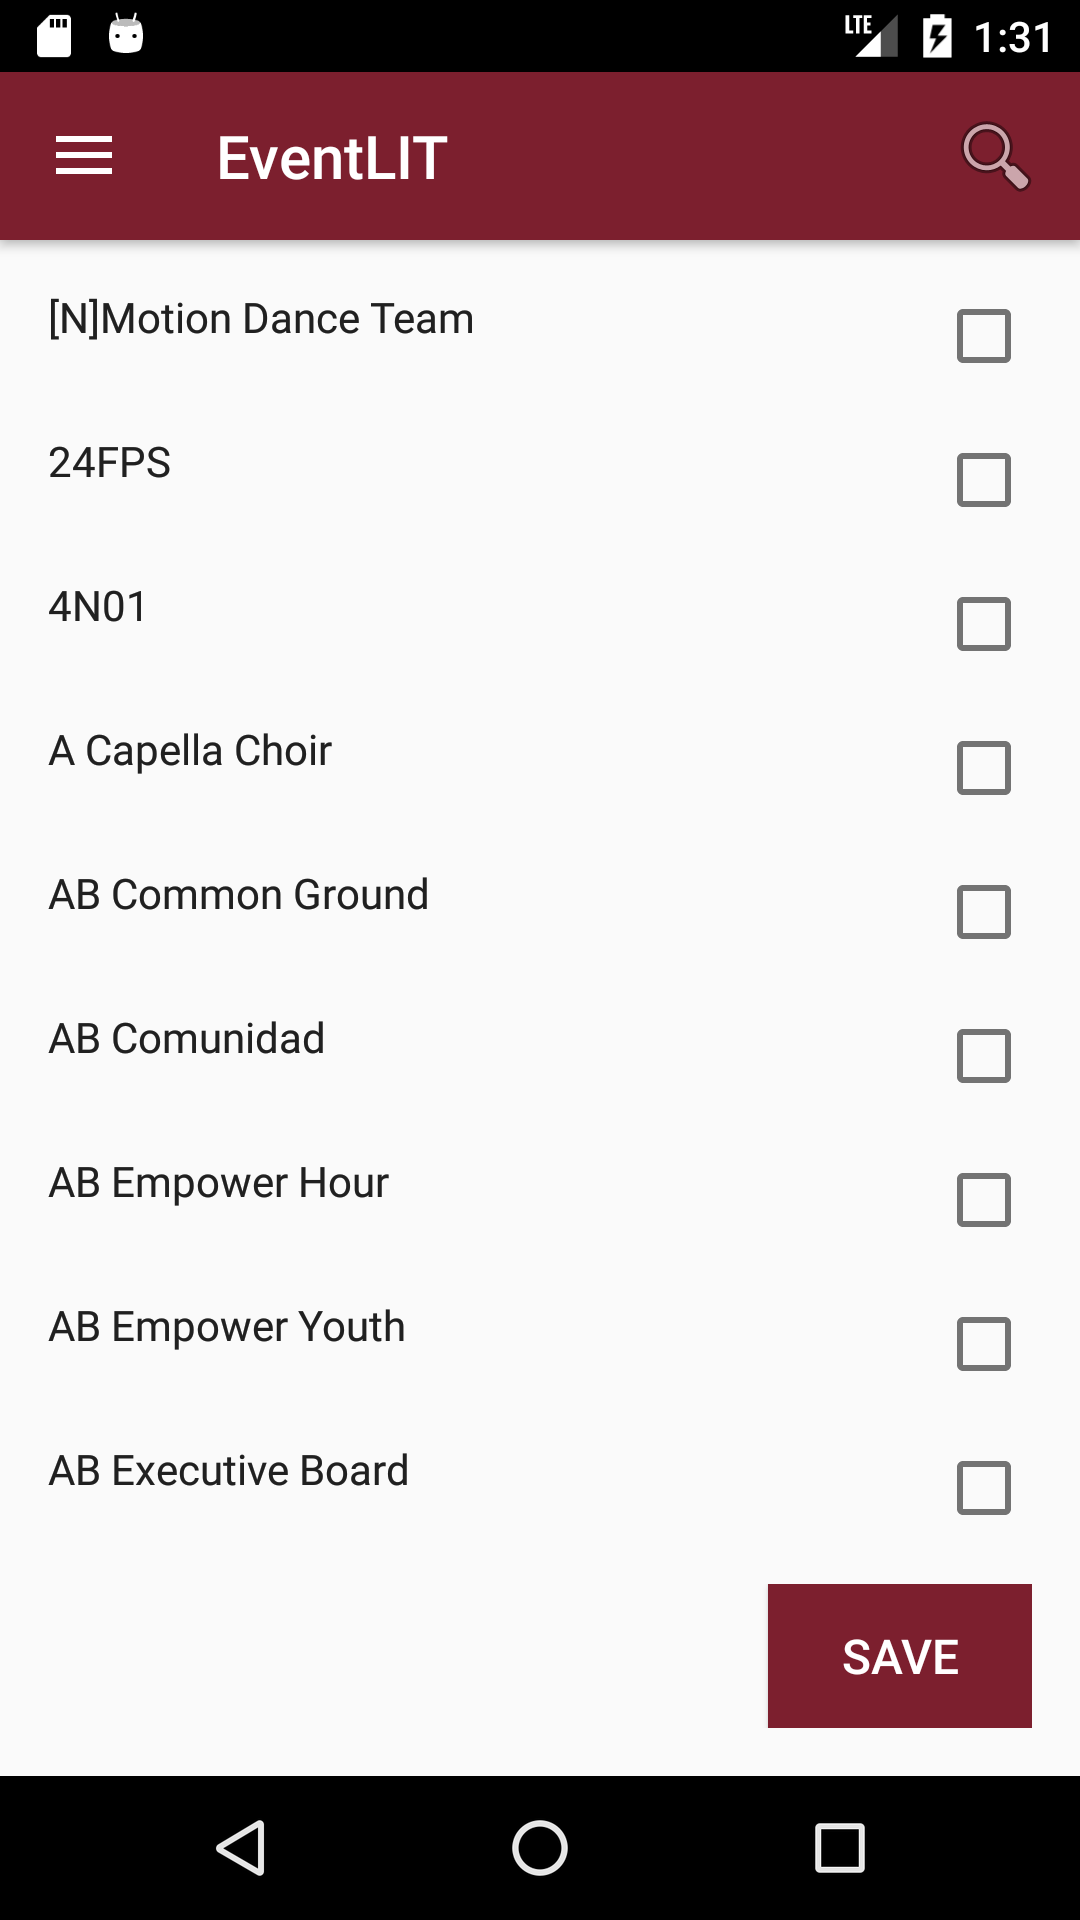 LTE 1:31
EventLIT
[N]Motion Dance Team
24FPS
4N01
A Capella Choir
AB Common Ground
AB Comunidad
AB Empower Hour
AB Empower Youth
AB Executive Board
SAVE